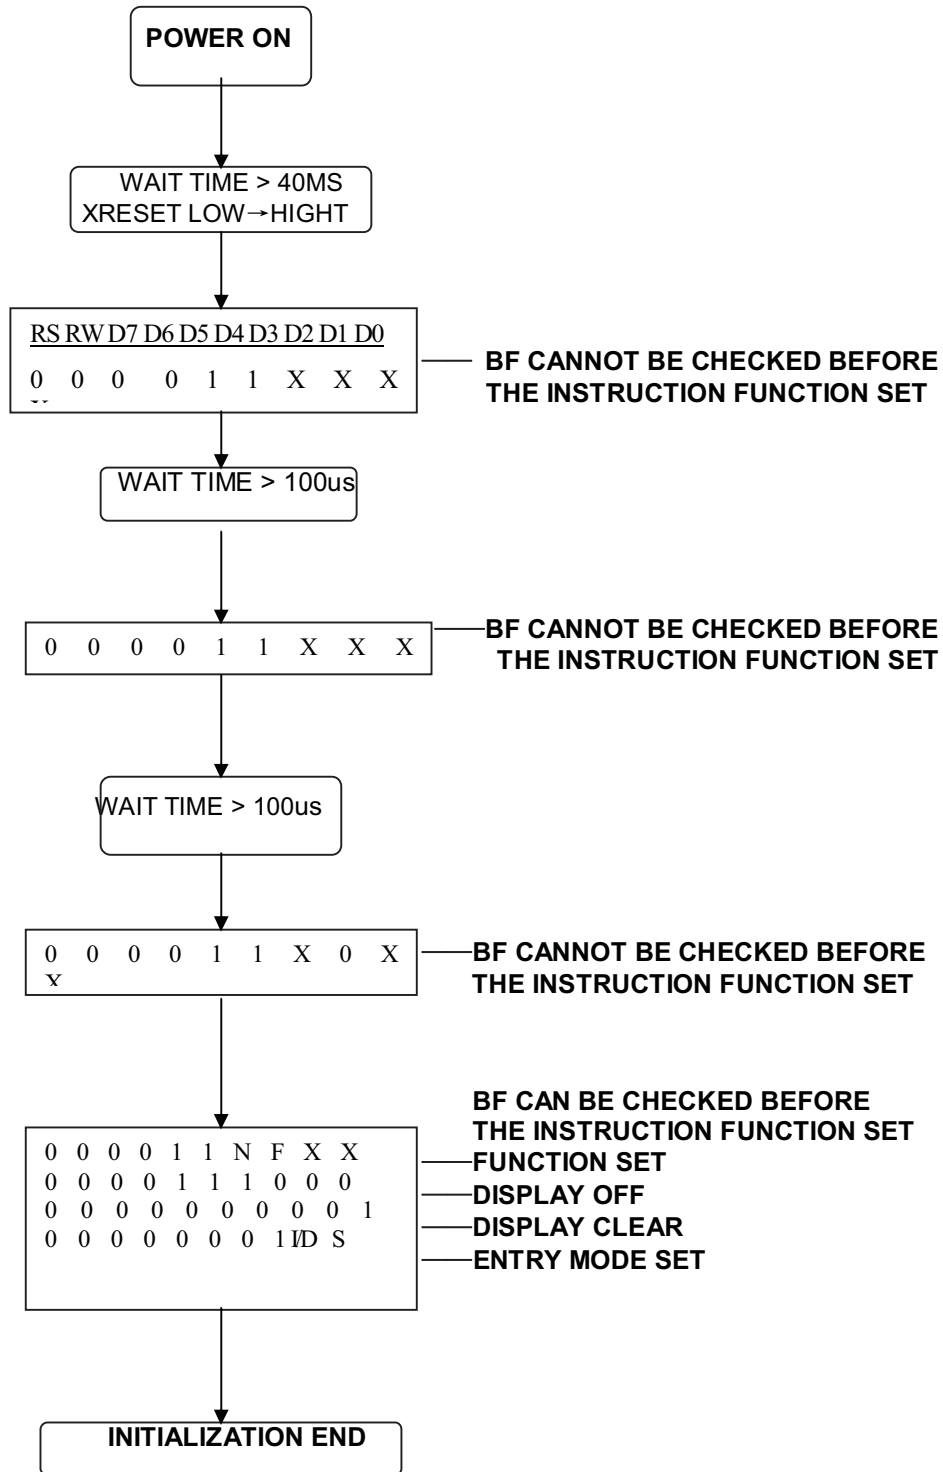 POWER ON
WAIT TIME > 40MS
XRESET LOW→HIGHT
RS RW D7 D6 D5 D4 D3 D2 D1 D0
0 0 0 0 1 1 X X X
BF CANNOT BE CHECKED BEFORE
THE INSTRUCTION FUNCTION SET
WAIT TIME > 100us
0 0 0 0 1 1 X X X
BF CANNOT BE CHECKED BEFORE
THE INSTRUCTION FUNCTION SET
WAIT TIME > 100us
0 0 0 0 1 1 X 0 X
X
BF CANNOT BE CHECKED BEFORE
THE INSTRUCTION FUNCTION SET
BF CAN BE CHECKED BEFORE
THE INSTRUCTION FUNCTION SET
0 0 0 0 1 1 N F X X
FUNCTION SET
0 0 0 0 1 1 1 0 0 0
DISPLAY OFF
0 0 0 0 0 0 0 0 0 1
DISPLAY CLEAR
0 0 0 0 0 0 0 1 I/D S
ENTRY MODE SET
INITIALIZATION END